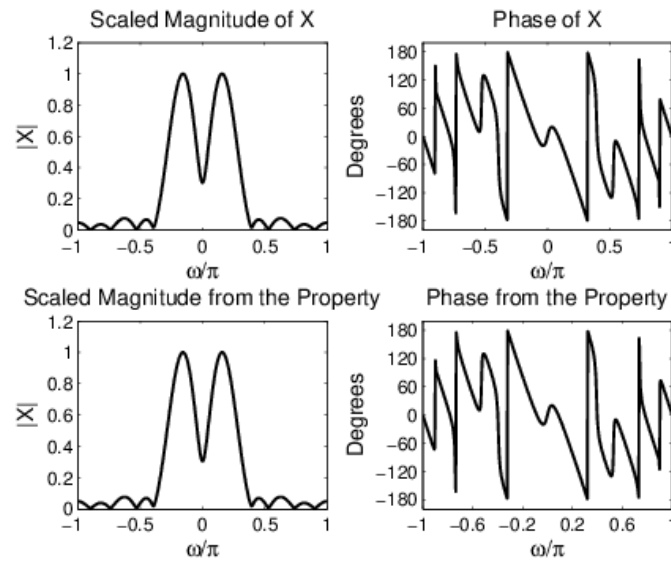 Scaled Magnitude of X
1.2
1
0.8
0.6
0.4
0.2
0
|X|
−1 −0.5 0 0.5 1
ω/π
Phase of X
180
120
60
0
−60
−120
−180
Degrees
−1 −0.5 0 0.5 1
ω/π
Scaled Magnitude from the Property
1.2
1
0.8
0.6
0.4
0.2
0
|X|
−1 −0.5 0 0.5 1
ω/π
Phase from the Property
180
120
60
0
−60
−120
−180
Degrees
−1 −0.6 −0.2 0.2 0.6 1
ω/π